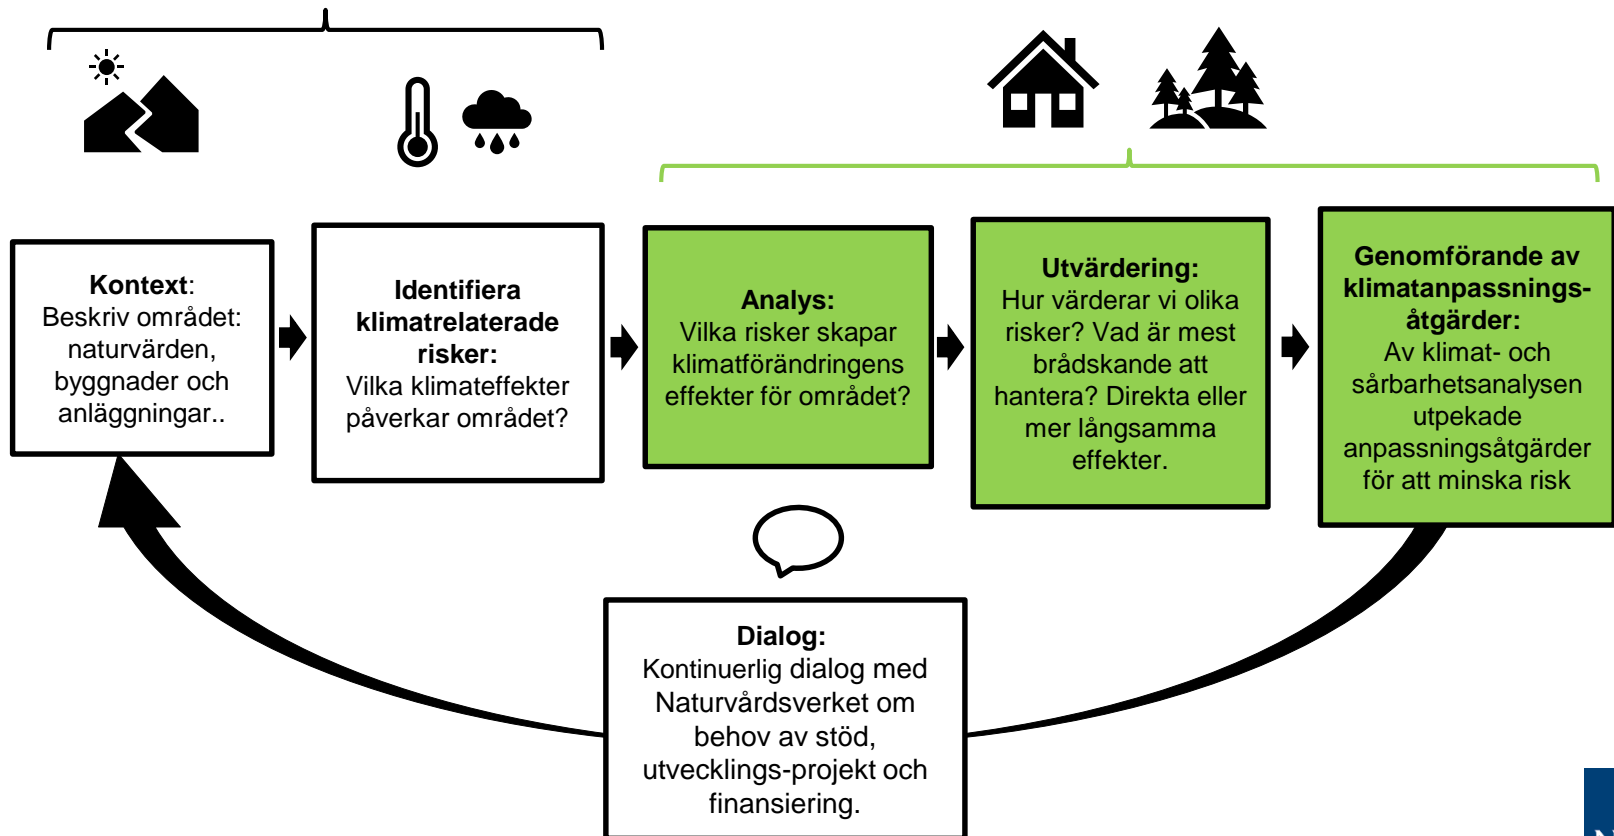 Kontext:
Beskriv området:
naturvärden,
byggnader och
anläggningar..
Identifiera
klimatrelaterade
risker:
Vilka klimateffekter
påverkar området?
Analys:
Vilka risker skapar
klimatförändringens
effekter för området?
Utvärdering:
Hur värderar vi olika
risker? Vad är mest
brådskande att
hantera? Direkta eller
mer långsamma
effekter.
Genomförande av
klimatanpassnings-
åtgärder:
Av klimat- och
sårbarhetsanalysen
utpekade
anpassningsåtgärder
för att minska risk
Dialog:
Kontinuerlig dialog med
Naturvårdsverket om
behov av stöd,
utvecklings-projekt och
finansiering.